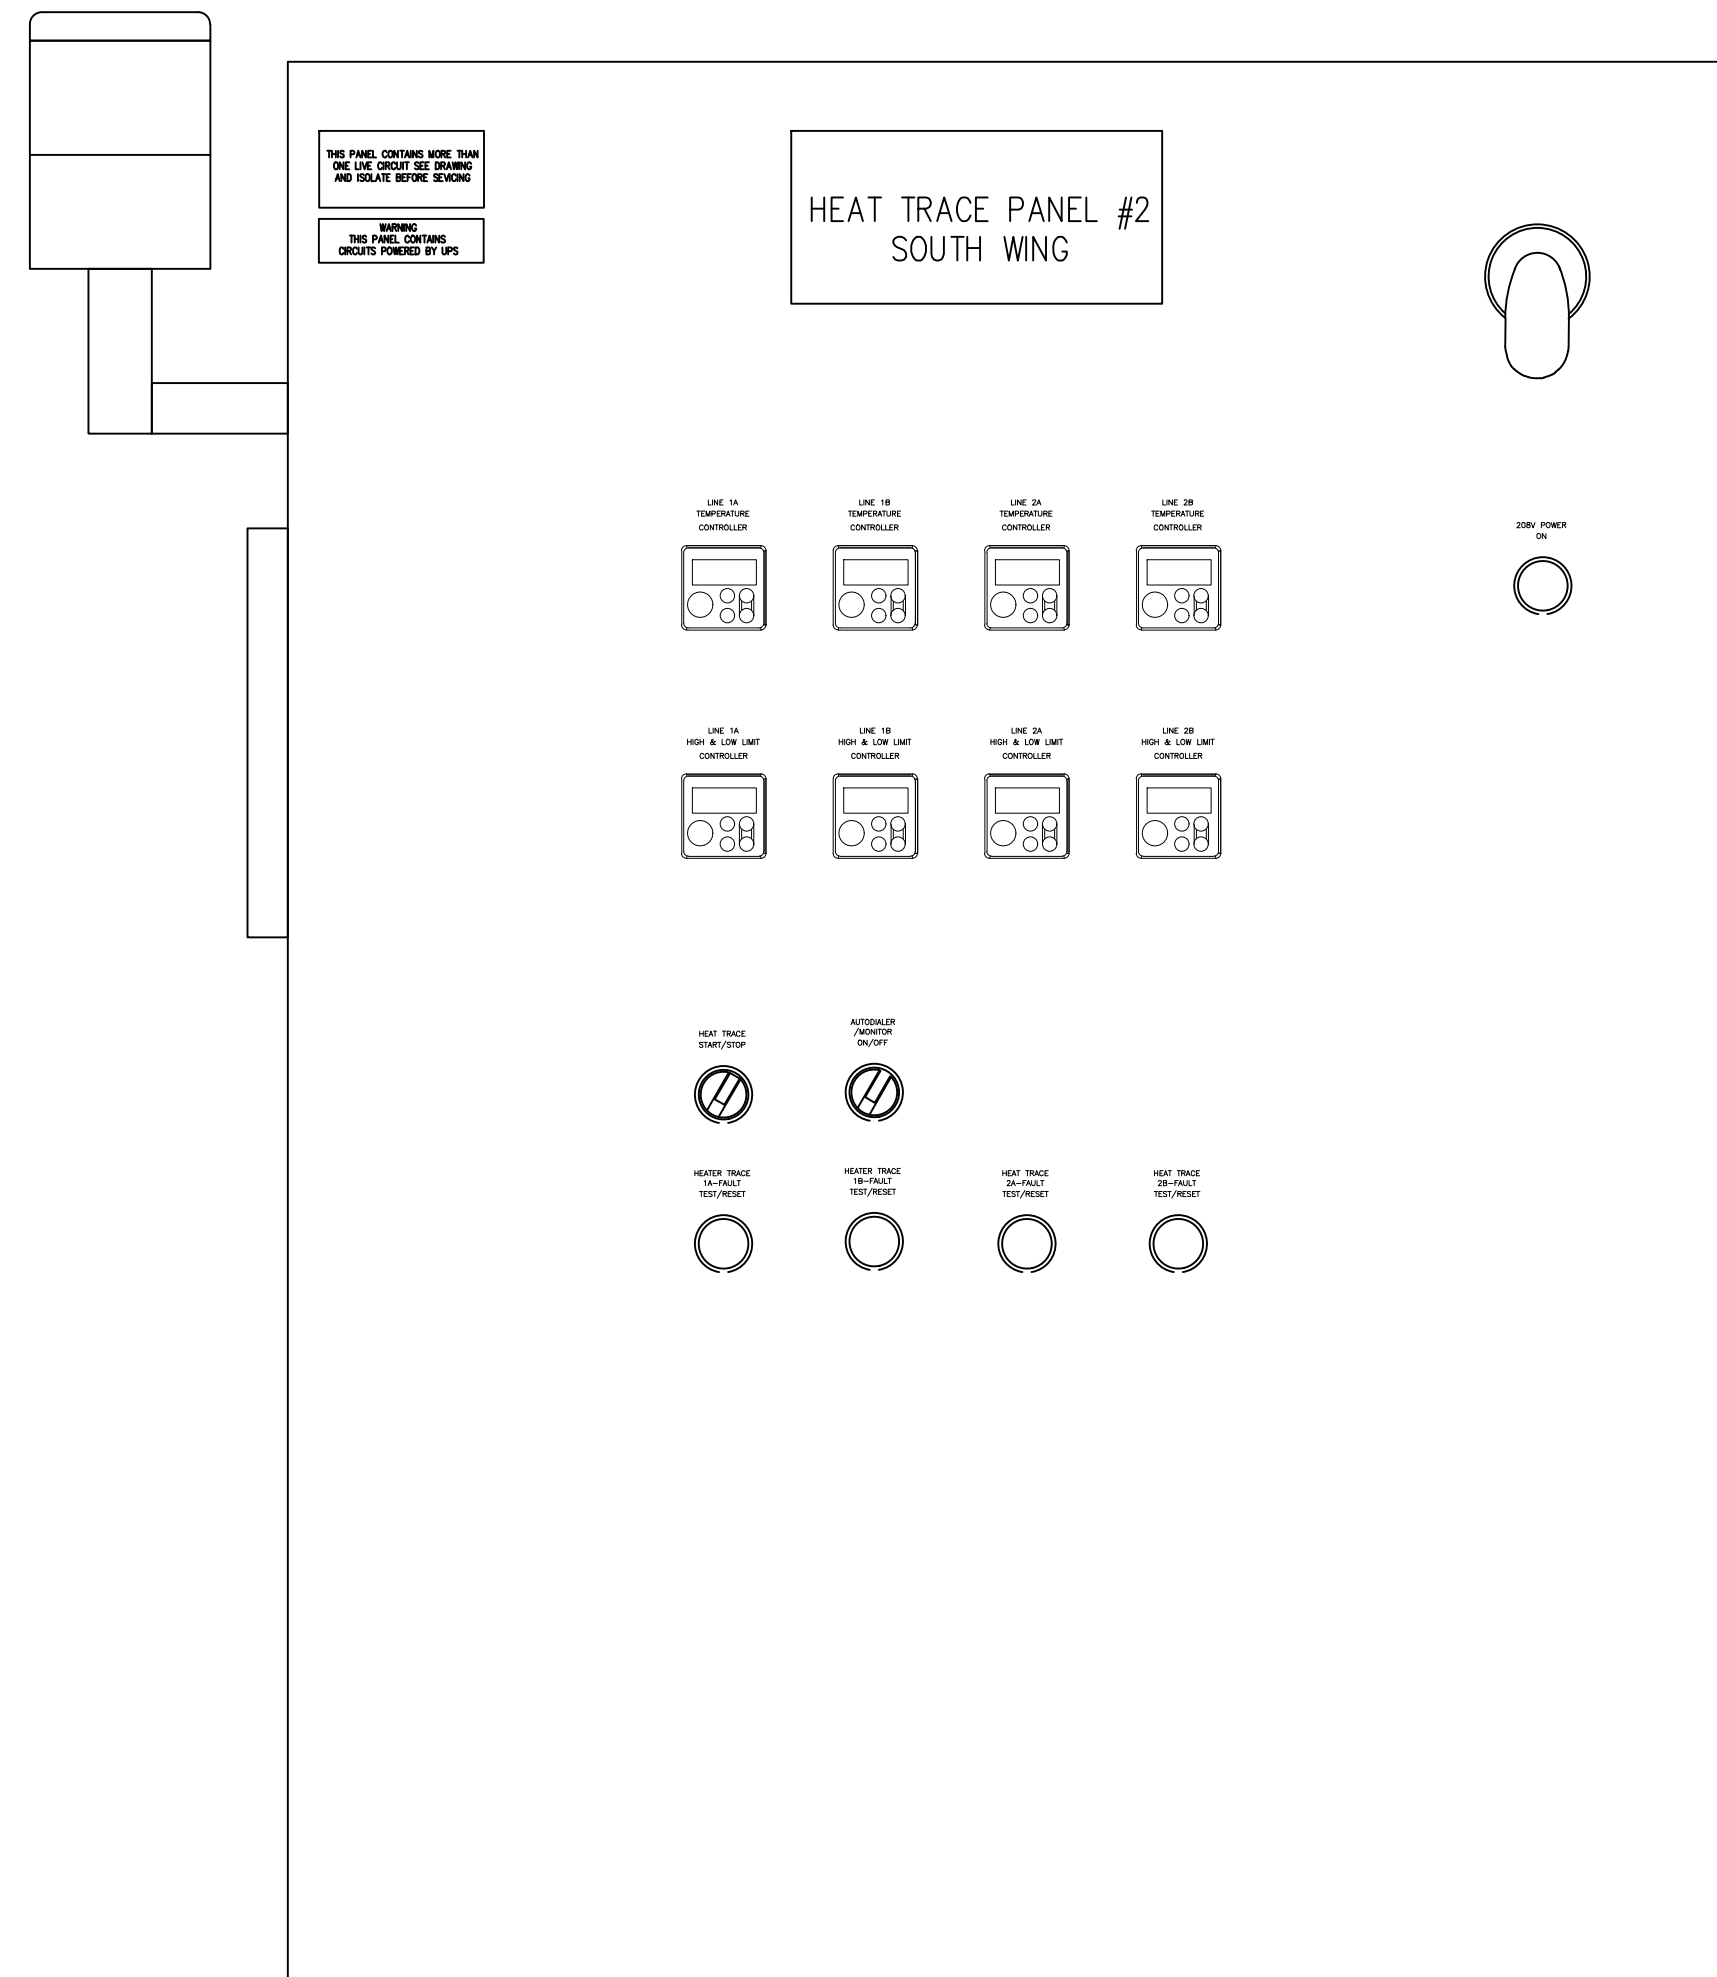 THIS PANEL CONTAINS MORE THAN
ONE LIVE CIRCUIT SEE DRAWING
AND ISOLATE BEFORE SEVICING
WARNING
THIS PANEL CONTAINS
CIRCUITS POWERED BY UPS
HEAT TRACE PANEL #2
SOUTH WING
LINE 1A
TEMPERATURE
CONTROLLER
LINE 1B
TEMPERATURE
CONTROLLER
LINE 2A
TEMPERATURE
CONTROLLER
LINE 2B
TEMPERATURE
CONTROLLER
208V POWER
ON
LINE 1A
HIGH & LOW LIMIT
CONTROLLER
LINE 1B
HIGH & LOW LIMIT
CONTROLLER
LINE 2A
HIGH & LOW LIMIT
CONTROLLER
LINE 2B
HIGH & LOW LIMIT
CONTROLLER
HEAT TRACE
START/STOP
AUTODIALER
/MONITOR
ON/OFF
HEATER TRACE
1A-FAULT
TEST/RESET
HEATER TRACE
1B-FAULT
TEST/RESET
HEAT TRACE
2A-FAULT
TEST/RESET
HEAT TRACE
2B-FAULT
TEST/RESET